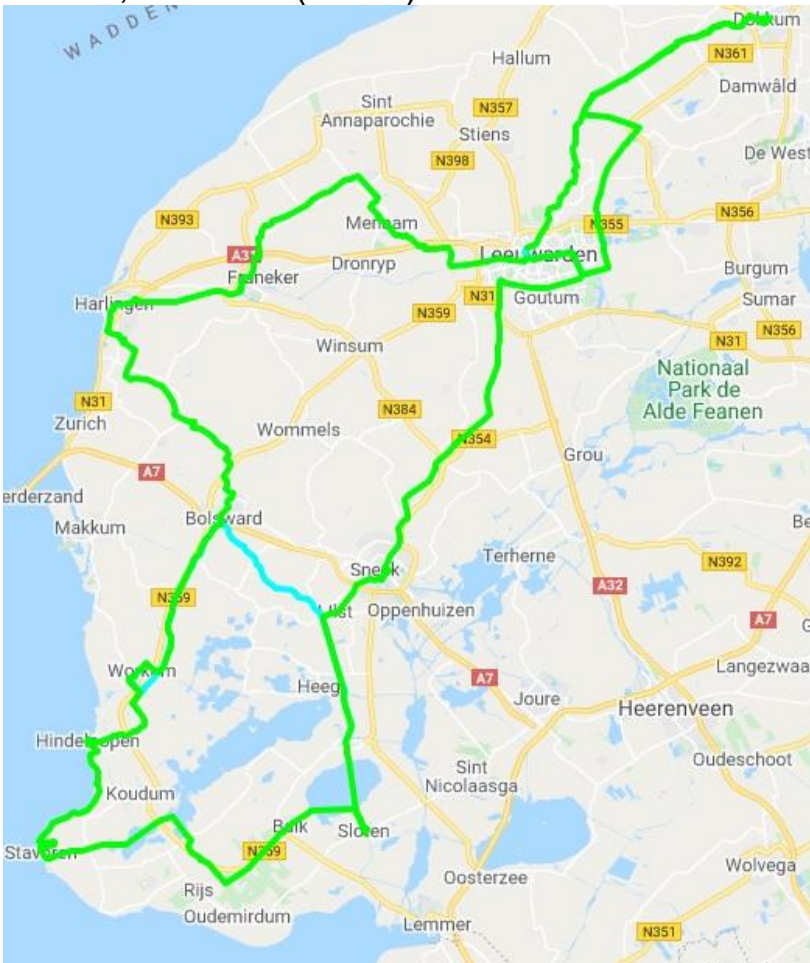 WADDEN
Dokkum
N361
Hallum
Damwâld
N357
Sint
Annaparochie
Stiens
De West
N398
N393
Menaam
N355
N356
Leeuwarden
A31
Dronryp
Franeker
Burgum
Harlingen
N31
Goutum
Sumar
N359
N356
Winsum
N31
Nationaal
Park de
Alde Feanen
N31
N384
Zurich
Wommels
N354
Grou
A7
Bolsward
Makkum
Terherne
Sneek
N392
N359
A32
IJlst
Oppenhuizen
A7
Workum
Heeg
A7
Langezwaa
Joure
Heerenveen
Hindeloopen
Oudeschoot
Koudum
Sint
Nicolaasga
Balk
Sloten
Stavoren
N359
Wolvega
Rijs
Oosterzee
Oudemirdum
Lemmer
N351